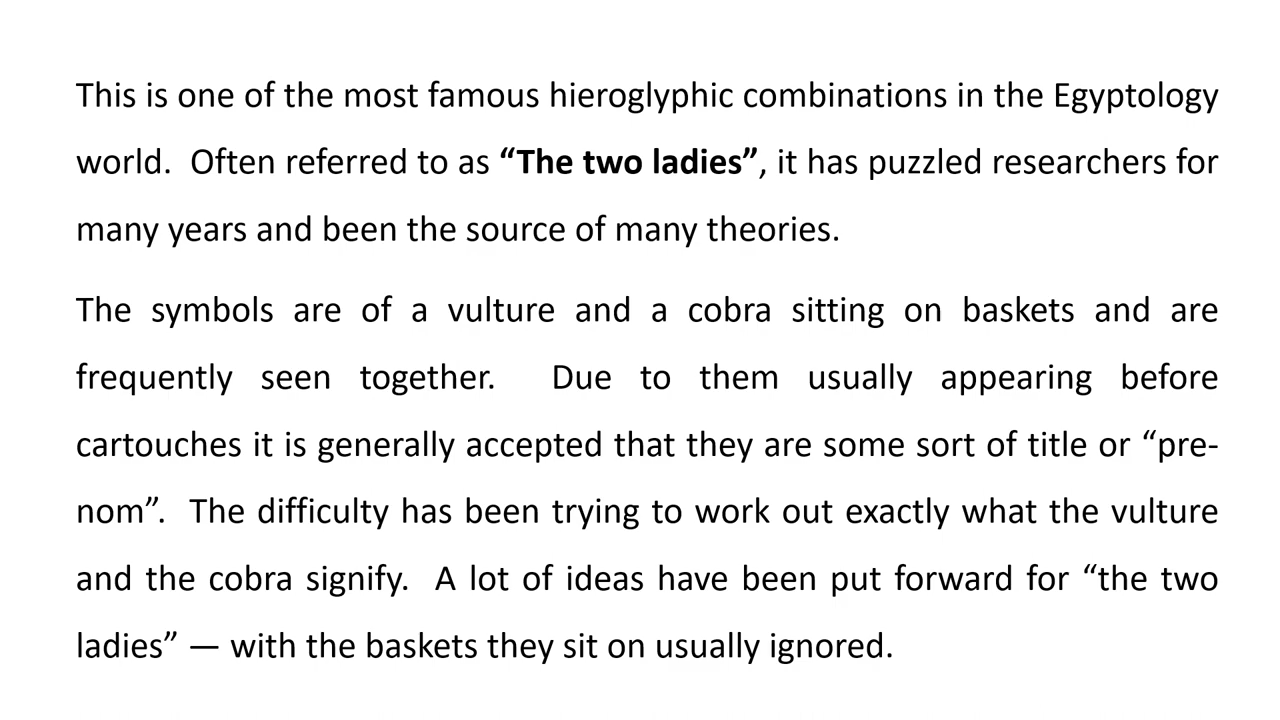 This is one of the most famous hieroglyphic combinations in the Egyptology
world.  Often referred to as “The two ladies”, it has puzzled researchers for
many years and been the source of many theories.
The symbols are of a vulture and a cobra sitting on baskets and are
frequently seen together.  Due to them usually appearing before
cartouches it is generally accepted that they are some sort of title or “pre-
nom”.  The difficulty has been trying to work out exactly what the vulture
and the cobra signify.  A lot of ideas have been put forward for “the two
ladies” — with the baskets they sit on usually ignored.